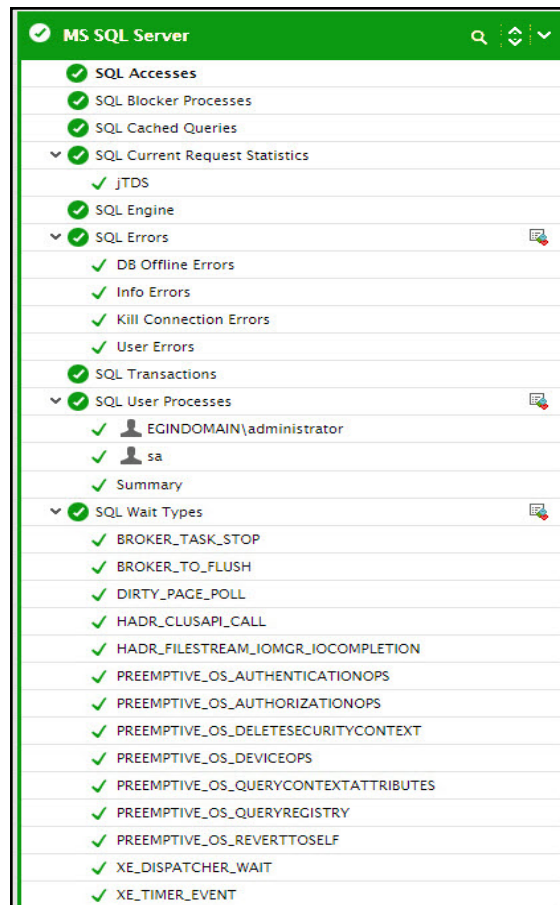 MS SQL Server
SQL Accesses
SQL Blocker Processes
SQL Cached Queries
SQL Current Request Statistics
jTDS
SQL Engine
SQL Errors
DB Offline Errors
Info Errors
Kill Connection Errors
User Errors
SQL Transactions
SQL User Processes
EGINDOMAIN\administrator
sa
Summary
SQL Wait Types
BROKER_TASK_STOP
BROKER_TO_FLUSH
DIRTY_PAGE_POLL
HADR_CLUSAPI_CALL
HADR_FILESTREAM_IOMGR_IOCOMPLETION
PREEMPTIVE_OS_AUTHENTICATIONOPS
PREEMPTIVE_OS_AUTHORIZATIONOPS
PREEMPTIVE_OS_DELETESECURITYCONTEXT
PREEMPTIVE_OS_DEVICEOPS
PREEMPTIVE_OS_QUERYCONTEXTATTRIBUTES
PREEMPTIVE_OS_QUERYREGISTRY
PREEMPTIVE_OS_REVERTTOSELF
XE_DISPATCHER_WAIT
XE_TIMER_EVENT